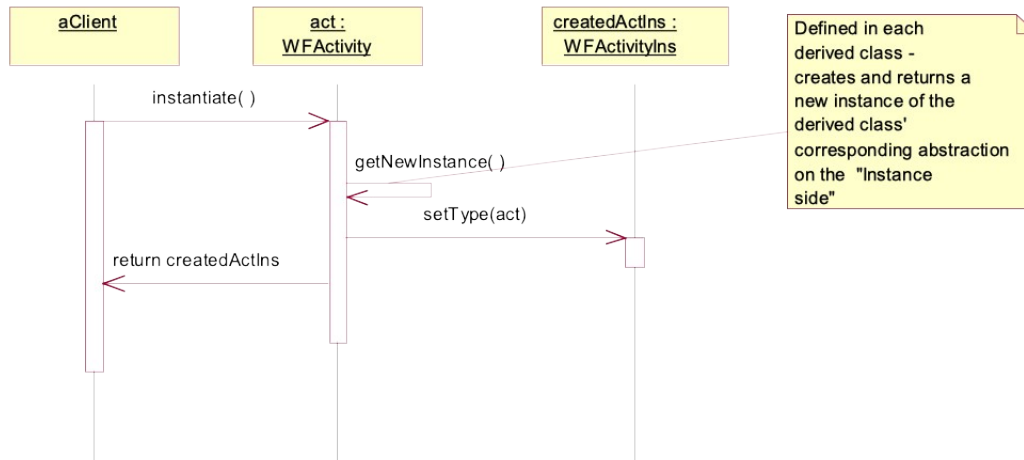 aClient
act :
WFActivity
createdActIns :
WFActivityIns
Defined in each
derived class -
creates and returns a
new instance of the
derived class'
corresponding abstraction
on the "Instance
side"
instantiate( )
getNewInstance( )
setType(act)
return createdActIns